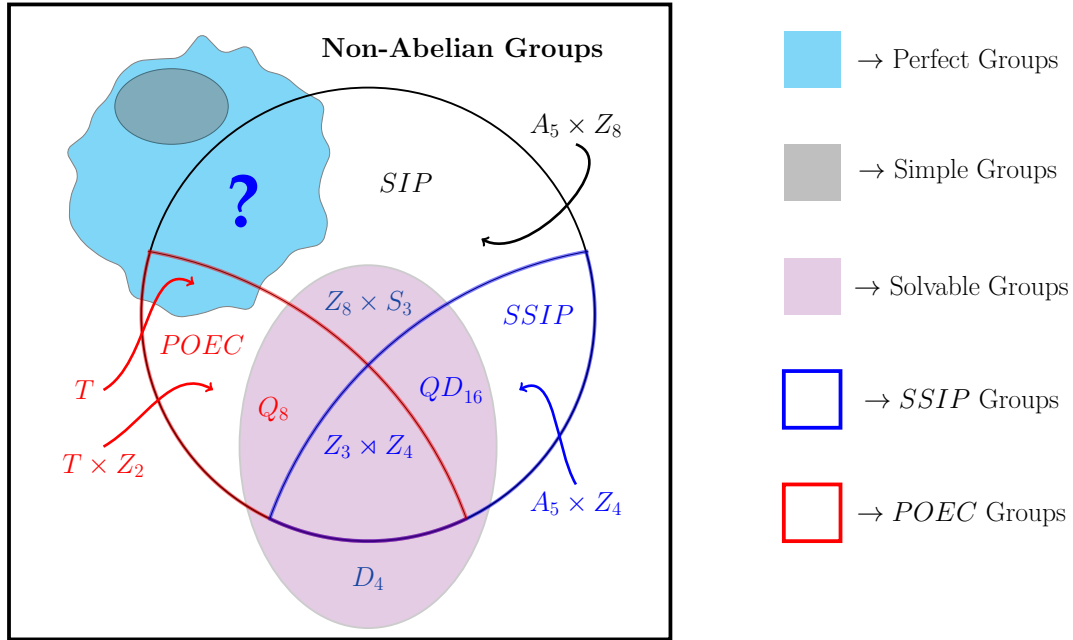 Non-Abelian Groups
→ Perfect Groups
A₅ × Z₈
SIP
?
→ Simple Groups
Z₈ × S₃
SSIP
→ Solvable Groups
POEC
T
Q₈
QD₁₆
→ SSIP Groups
Z₃ ⋊ Z₄
T × Z₂
A₅ × Z₄
→ POEC Groups
D₄